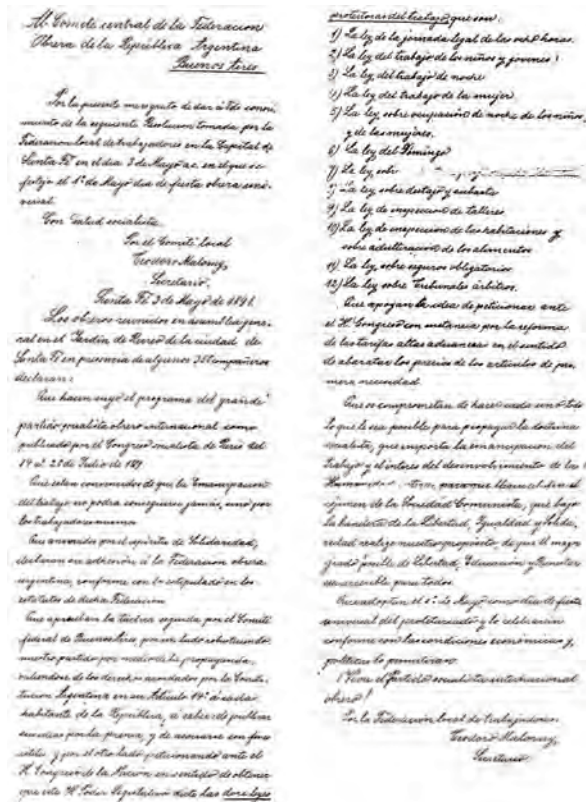 Al Comité central de la Federacion
Obrera de la República Argentina
Buenos Aires
Por la presente me es grato de dar à Vds conoci-
miento de la siguiente Resolucion tomada por la
Federacion local de trabajadores en la Capital de
Santa Fé en el dia 3 de Mayo ac. en el que se
festejo el 1º de Mayo dia de fiesta obrera uni-
versal.
Con Salud socialista
Por el Comité local
Teodoro Malorny,
Secretario.
Santa Fé 3 de Mayo de 1891.
Los obreros reunidos en asamblea gene-
ral en el Jardin de Recreo de la ciudad de
Santa Fé en presencia de algunos compañeros
declaran:
Que hacen suyo el programa del grande
partido socialista obrero internacional como
publicado por el Congreso socialista de Paris del
14 al de Julio de
Que estan convencidos de que la Emancipacion
del trabajo no podra conseguirse jamás, sino por
los trabajadores mismos
Que animados por el espiritu de Solidaridad,
declaran su adhesion á la Federacion obrera
argentina, conforme con lo estipulado en los
estatutos de dicha Federacion
Que aprueban la tactica seguida por el Comité
federal de Buenos Aires, por un lado robusteciendo
nuestro partido por medio de la propaganda,
valiendose de los derechos acordados por la Consti-
tucion Argentina en su Articulo 14º á cada
habitante de la República, á saber: de publicar
sus ideas por la prensa, y de asociarse con fines
utiles, y por el otro lado peticionando ante el
H. Congreso de la Nacion en sentido de obtener
que este H. Poder Legislativo dicte las doce leyes
protectoras del trabajo que son
1) La ley de la jornada legal de las ocho horas.
2) La ley del trabajo de los niños y jovenes
3) La ley del trabajo de noche
4) La ley del trabajo de la mujer
5) La ley sobre ocupacion de noche de los niños
y de las mujeres.
6) La ley del Domingo
7) La ley sobre
8) La ley sobre destajo y subasta
9) La ley de inspeccion de talleres
10) La ley de inspeccion de las habitaciones y
sobre adulteracion de los alimentos
11) La ley sobre seguros obligatorios
12) La ley sobre Tribunales árbitros.
Que apoyan la idea de peticionar ante
el H. Congreso con instancia por la reforma
de las tarifas altas aduaneras en el sentido
de abaratar los precios de los articulos de pri-
mera necesidad
Que se comprometen de hacer cada uno todo
lo que le sea posible para propagar la doctrina
socialista, que importa la emancipacion del
Trabajo y el interes del desenvolvimiento de la
Humanidad para que
régimen de la Sociedad Comunista, que bajo
la bandera de la Libertad, Igualdad y Solida-
redad realize nuestro proposito, de que el mayor
grado posible de Libertad, Educacion y Bienestar
sea accesible para todos.
Que adoptan el 1º de Mayo como dia de fiesta
universal del proletariado y lo celebrarán
conforme con las condiciones económicas y
politicas lo permitiran
¡Viva el Partido socialista internacional
obrero!
Por la Federacion local de trabajadores
Teodoro Malorny,
Secretario